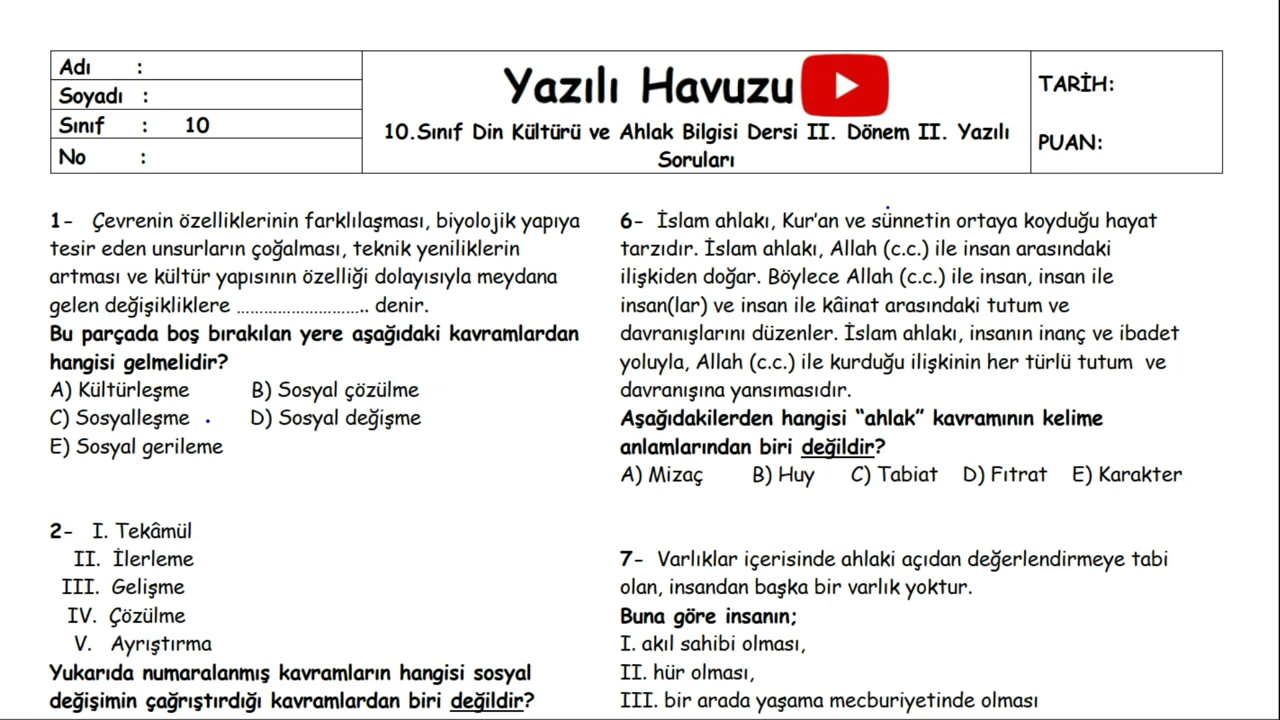 Adı :
Soyadı :
Sınıf : 10
No :
Yazılı Havuzu
10.Sınıf Din Kültürü ve Ahlak Bilgisi Dersi II. Dönem II. Yazılı
Soruları
TARİH:
PUAN:
1- Çevrenin özelliklerinin farklılaşması, biyolojik yapıya
tesir eden unsurların çoğalması, teknik yeniliklerin
artması ve kültür yapısının özelliği dolayısıyla meydana
gelen değişikliklere ……………………….. denir.
Bu parçada boş bırakılan yere aşağıdaki kavramlardan
hangisi gelmelidir?
A) Kültürleşme B) Sosyal çözülme
C) Sosyalleşme D) Sosyal değişme
E) Sosyal gerileme
2- I. Tekâmül
II. İlerleme
III. Gelişme
IV. Çözülme
V. Ayrıştırma
Yukarıda numaralanmış kavramların hangisi sosyal
değişimin çağrıştırdığı kavramlardan biri değildir?
6- İslam ahlakı, Kur’an ve sünnetin ortaya koyduğu hayat
tarzıdır. İslam ahlakı, Allah (c.c.) ile insan arasındaki
ilişkiden doğar. Böylece Allah (c.c.) ile insan, insan ile
insan(lar) ve insan ile kâinat arasındaki tutum ve
davranışlarını düzenler. İslam ahlakı, insanın inanç ve ibadet
yoluyla, Allah (c.c.) ile kurduğu ilişkinin her türlü tutum ve
davranışına yansımasıdır.
Aşağıdakilerden hangisi “ahlak” kavramının kelime
anlamlarından biri değildir?
A) Mizaç B) Huy C) Tabiat D) Fıtrat E) Karakter
7- Varlıklar içerisinde ahlaki açıdan değerlendirmeye tabi
olan, insandan başka bir varlık yoktur.
Buna göre insanın;
I. akıl sahibi olması,
II. hür olması,
III. bir arada yaşama mecburiyetinde olması